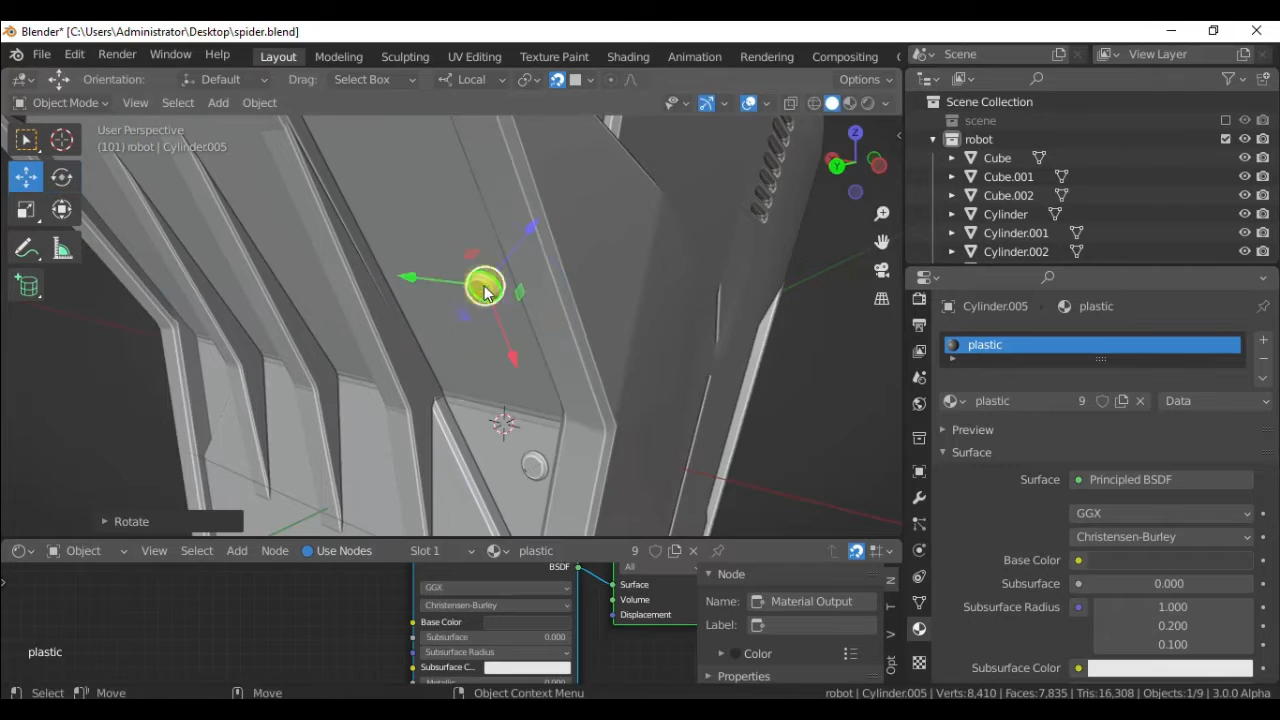 Blender* [C:\Users\Administrator\Desktop\spider.blend]
File Edit Render Window Help Layout Modeling Sculpting UV Editing Texture Paint Shading Animation Rendering Compositing Scene View Layer
Orientation: Default Drag: Select Box Local Options
Object Mode View Select Add Object
User Perspective
(101) robot | Cylinder.005
Z
Y
Rotate
Scene Collection
scene
robot
Cube
Cube.001
Cube.002
Cylinder
Cylinder.001
Cylinder.002
Cylinder.005 plastic
plastic
plastic 9 Data
Preview
Surface
Surface Principled BSDF
GGX
Christensen-Burley
Base Color
Subsurface 0.000
Subsurface Radius 1.000
0.200
0.100
Subsurface Color
Object View Select Add Node Use Nodes Slot 1 plastic 9
BSDF
GGX
Christensen-Burley
Base Color
Subsurface 0.000
Subsurface Radius
Subsurface C...
Metallic 0.000
All
Surface
Volume
Displacement
Node
Name: Material Output
Label:
Color
Properties
N
T
V
Opt
plastic
Select Move Move Object Context Menu robot | Cylinder.005 | Verts:8,410 | Faces:7,835 | Tris:16,308 | Objects:1/9 | 3.0.0 Alpha